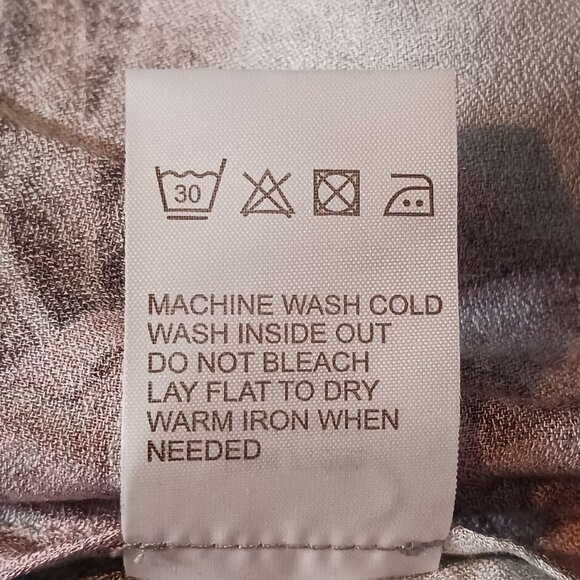 30
MACHINE WASH COLD
WASH INSIDE OUT
DO NOT BLEACH
LAY FLAT TO DRY
WARM IRON WHEN
NEEDED